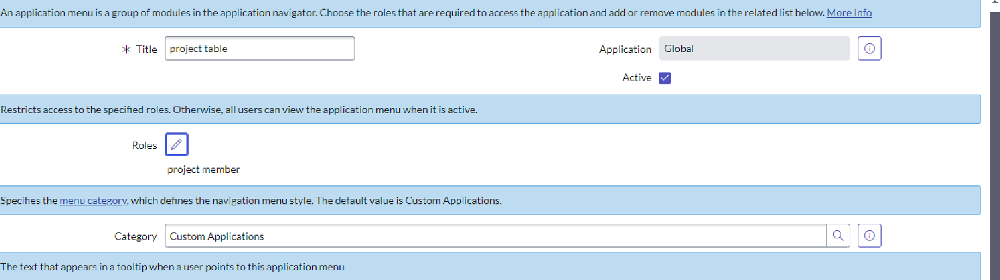 An application menu is a group of modules in the application navigator. Choose the roles that are required to access the application and add or remove modules in the related list below. More Info
Title project table Application Global
Active
Restricts access to the specified roles. Otherwise, all users can view the application menu when it is active.
Roles
project member
Specifies the menu category, which defines the navigation menu style. The default value is Custom Applications.
Category Custom Applications
The text that appears in a tooltip when a user points to this application menu